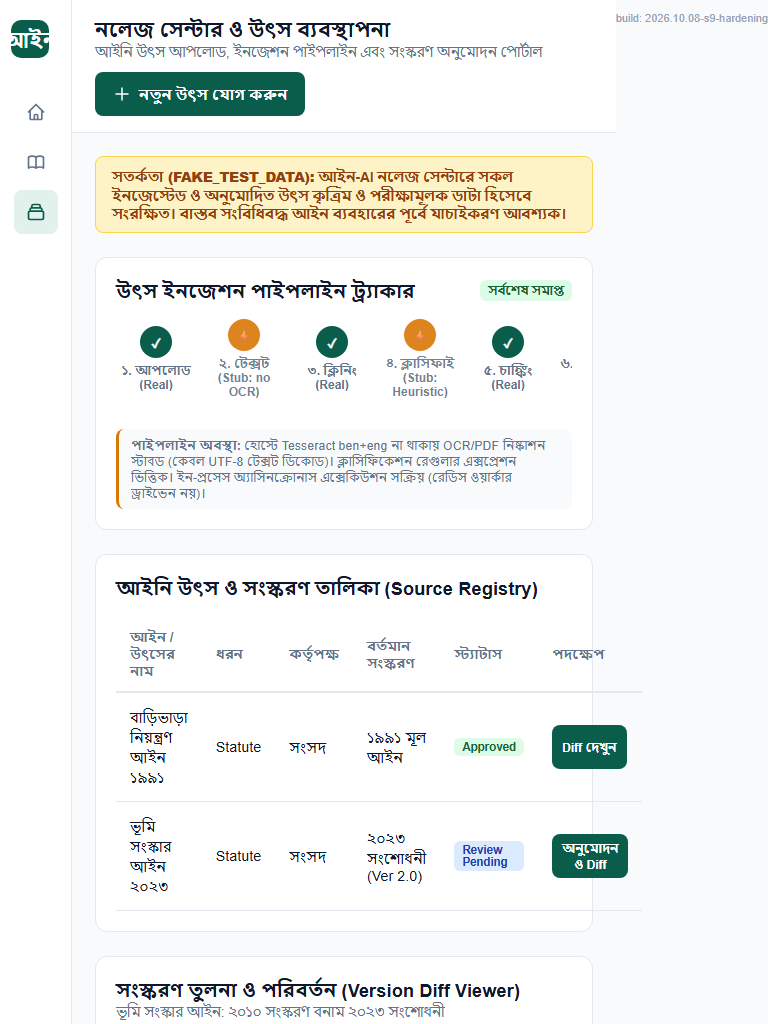 আইন
নলেজ সেন্টার ও উৎস ব্যবস্থাপনা
আইনি উৎস আপলোড, ইনজেশন পাইপলাইন এবং সংস্করণ অনুমোদন পোর্টাল
build: 2026.10.08-s9-hardening
+ নতুন উৎস যোগ করুন
সতর্কতা (FAKE_TEST_DATA): আইন-AI নলেজ সেন্টারে সকল
ইনজেস্টেড ও অনুমোদিত উৎস কৃত্রিম ও পরীক্ষামূলক ডাটা হিসেবে
সংরক্ষিত। বাস্তব সংবিধিবদ্ধ আইন ব্যবহারের পূর্বে যাচাইকরণ আবশ্যক।
উৎস ইনজেশন পাইপলাইন ট্র্যাকার
সর্বশেষ সমাপ্ত
১. আপলোড
(Real)
২. টেক্সট
(Stub: no
OCR)
৩. ক্লিনিং
(Real)
৪. ক্লাসিফাই
(Stub:
Heuristic)
৫. চাঙ্কিং
(Real)
৬.
পাইপলাইন অবস্থা: হোস্টে Tesseract ben+eng না থাকায় OCR/PDF নিষ্কাশন
স্টাবড (কেবল UTF-8 টেক্সট ডিকোড)। ক্লাসিফিকেশন রেগুলার এক্সপ্রেশন
ভিত্তিক। ইন-প্রসেস অ্যাসিনক্রোনাস এক্সেকিউশন সক্রিয় (রেডিস ওয়ার্কার
ড্রাইভেন নয়)।
আইনি উৎস ও সংস্করণ তালিকা (Source Registry)
আইন /
উৎসের
নাম
ধরন
কর্তৃপক্ষ
বর্তমান
সংস্করণ
স্ট্যাটাস
পদক্ষেপ
বাড়িভাড়া
নিয়ন্ত্রণ
আইন
১৯৯১
Statute
সংসদ
১৯৯১ মূল
আইন
Approved
Diff দেখুন
ভূমি
সংস্কার
আইন
২০২৩
Statute
সংসদ
২০২৩
সংশোধনী
(Ver 2.0)
Review
Pending
অনুমোদন
ও Diff
সংস্করণ তুলনা ও পরিবর্তন (Version Diff Viewer)
ভূমি সংস্কার আইন: ২০১০ সংস্করণ বনাম ২০২৩ সংশোধনী